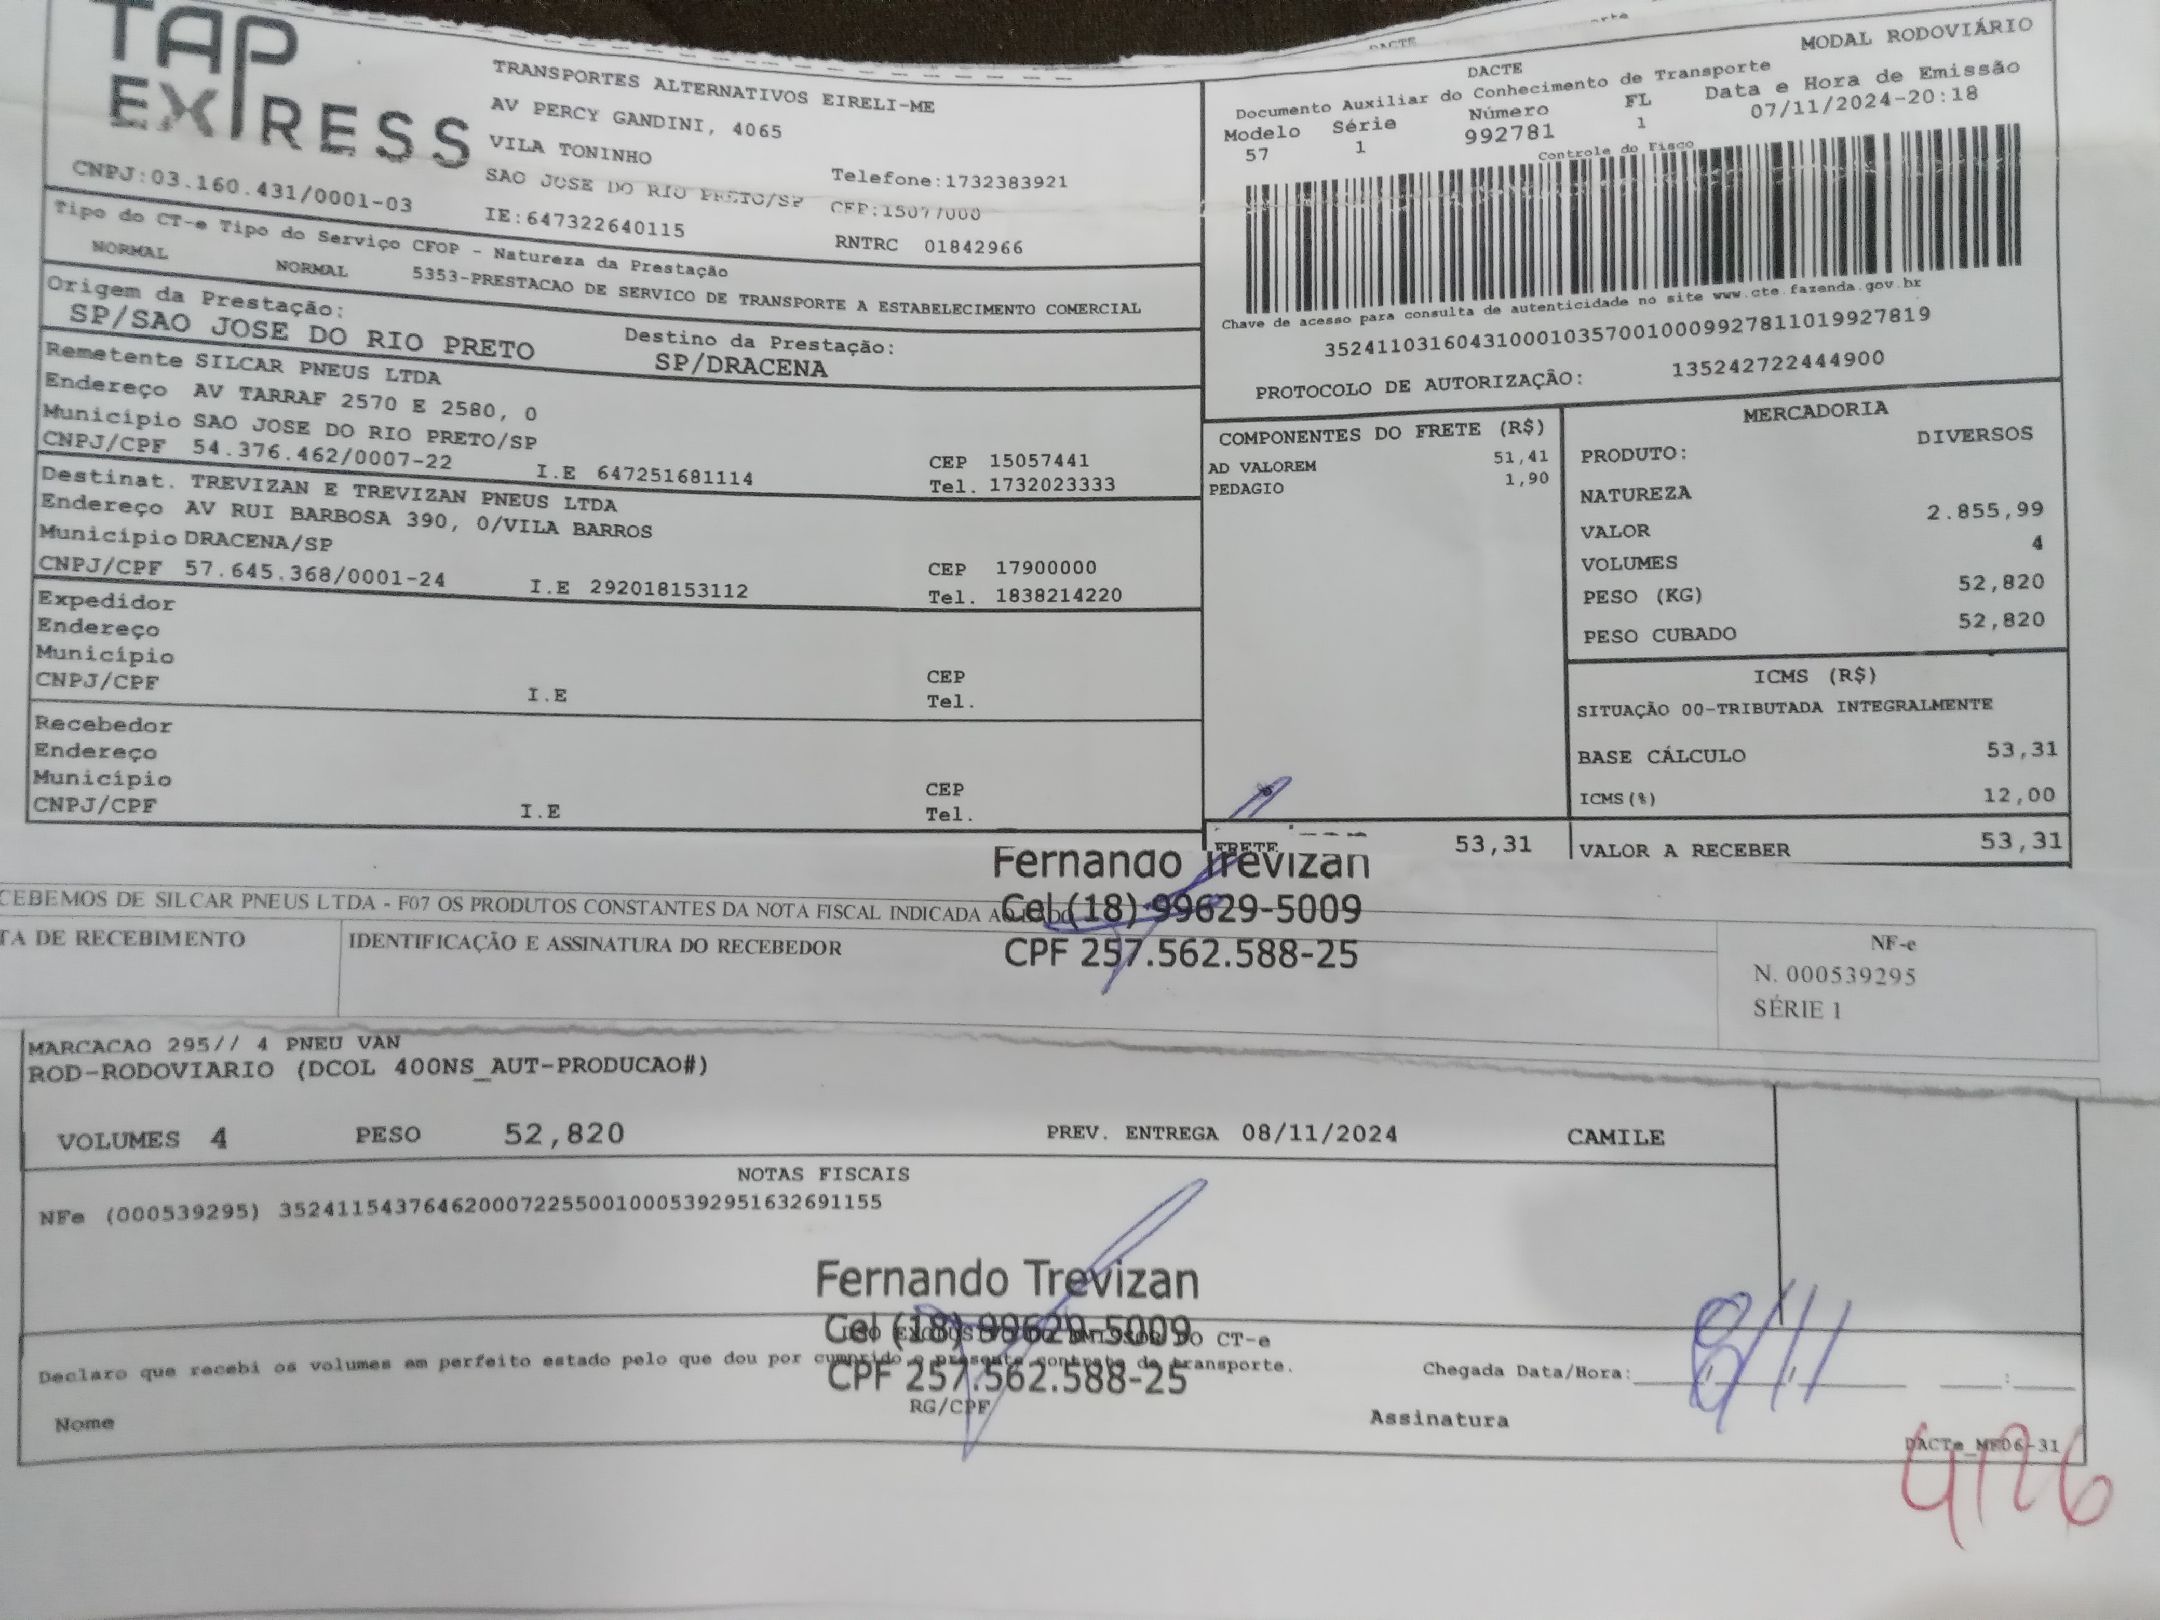 TAP
EXPRESS
TRANSPORTES ALTERNATIVOS EIRELI-ME
AV PERCY GANDINI, 4065
VILA TONINHO
SAO JOSE DO RIO PRETO/SP
Telefone:1732383921
CEP:15077000
CNPJ:03.160.431/0001-03
IE:647322640115
RNTRC 01842966
Tipo do CT-e Tipo do Serviço CFOP - Natureza da Prestação
NORMAL NORMAL 5353-PRESTACAO DE SERVICO DE TRANSPORTE A ESTABELECIMENTO COMERCIAL
Origem da Prestação:
SP/SAO JOSE DO RIO PRETO
Destino da Prestação:
SP/DRACENA
Remetente SILCAR PNEUS LTDA
Endereço AV TARRAF 2570 E 2580, 0
Município SAO JOSE DO RIO PRETO/SP
CEP 15057441
CNPJ/CPF 54.376.462/0007-22 I.E 647251681114 Tel. 1732023333
Destinat. TREVIZAN E TREVIZAN PNEUS LTDA
Endereço AV RUI BARBOSA 390, 0/VILA BARROS
Município DRACENA/SP
CEP 17900000
CNPJ/CPF 57.645.368/0001-24 I.E 292018153112 Tel. 1838214220
Expedidor
Endereço
Município
CEP
CNPJ/CPF I.E Tel.
Recebedor
Endereço
Município
CEP
CNPJ/CPF I.E Tel.
DACTE
DACTE
MODAL RODOVIÁRIO
Documento Auxiliar do Conhecimento de Transporte
Modelo Série Número FL Data e Hora de Emissão
57 1 992781 1 07/11/2024-20:18
Controle do Fisco
Chave de acesso para consulta de autenticidade no site www.cte.fazenda.gov.br
35241103160431000103570010009927811019927819
PROTOCOLO DE AUTORIZAÇÃO: 135242722444900
COMPONENTES DO FRETE (R$)
AD VALOREM 51,41
PEDAGIO 1,90
FRETE 53,31
MERCADORIA
PRODUTO: DIVERSOS
NATUREZA
VALOR 2.855,99
VOLUMES 4
PESO (KG) 52,820
PESO CUBADO 52,820
ICMS (R$)
SITUAÇÃO 00-TRIBUTADA INTEGRALMENTE
BASE CÁLCULO 53,31
ICMS(%) 12,00
VALOR A RECEBER 53,31
Fernando Trevizan
Cel (18) 99629-5009
CPF 257.562.588-25
CEBEMOS DE SILCAR PNEUS LTDA - F07 OS PRODUTOS CONSTANTES DA NOTA FISCAL INDICADA
TA DE RECEBIMENTO
IDENTIFICAÇÃO E ASSINATURA DO RECEBEDOR
NF-e
N. 000539295
SÉRIE 1
MARCACAO 295// 4 PNEU VAN
ROD-RODOVIARIO (DCOL 400NS_AUT-PRODUCAO#)
VOLUMES 4 PESO 52,820 PREV. ENTREGA 08/11/2024 CAMILE
NOTAS FISCAIS
NFe (000539295) 35241154376462000722550010005392951632691155
Fernando Trevizan
Cel (18) 99629-5009
CPF 257.562.588-25
USO EXCLUSIVO DO EMISSOR DO CT-e
Declaro que recebi os volumes em perfeito estado pelo que dou por cumprido o presente contrato de transporte.
Chegada Data/Hora: 8/11
Nome RG/CPF Assinatura
DACTe_MF06-31
4126